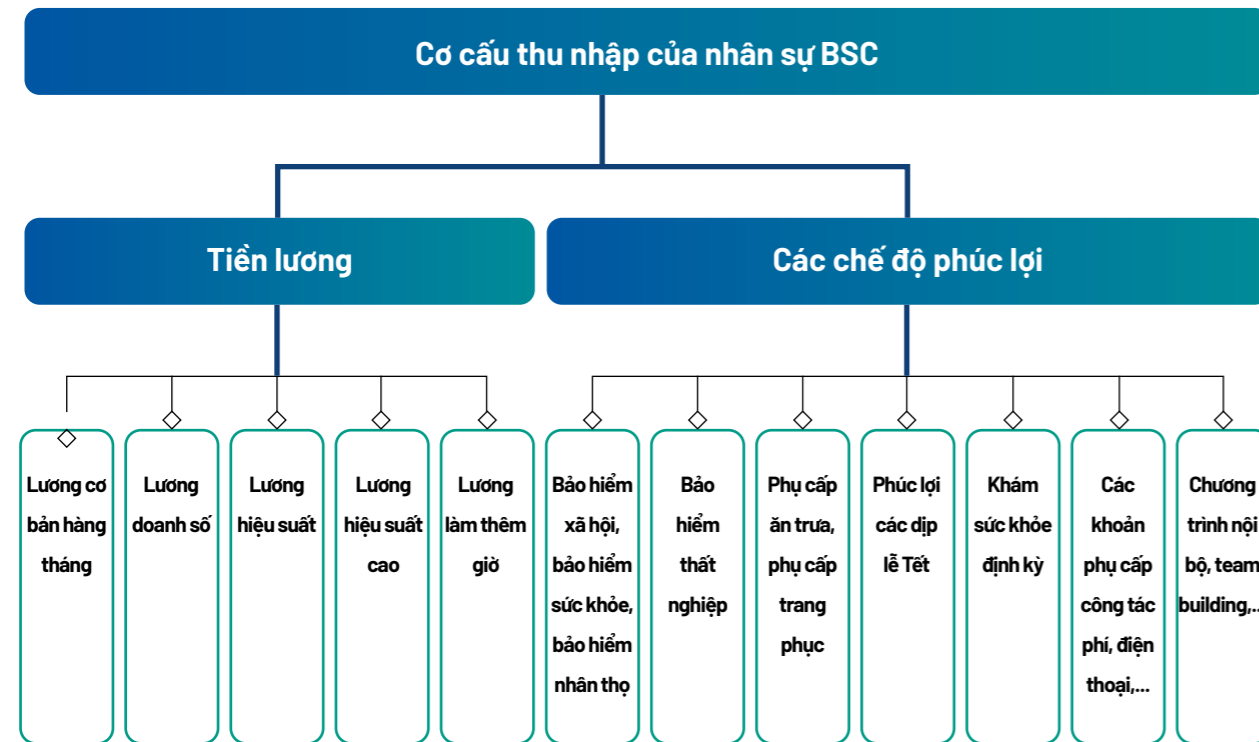 Cơ cấu thu nhập của nhân sự BSC
Tiền lương
Các chế độ phúc lợi
Lương cơ
bản hàng
tháng
Lương
doanh số
Lương
hiệu suất
Lương
hiệu suất
cao
Lương
làm thêm
giờ
Bảo hiểm
xã hội,
bảo hiểm
sức khỏe,
bảo hiểm
nhân thọ
Bảo
hiểm
thất
nghiệp
Phụ cấp
ăn trưa,
phụ cấp
trang
phục
Phúc lợi
các dịp
lễ Tết
Khám
sức khỏe
định kỳ
Các
khoản
phụ cấp
công tác
phí, điện
thoại,...
Chương
trình nội
bộ, team
building,...